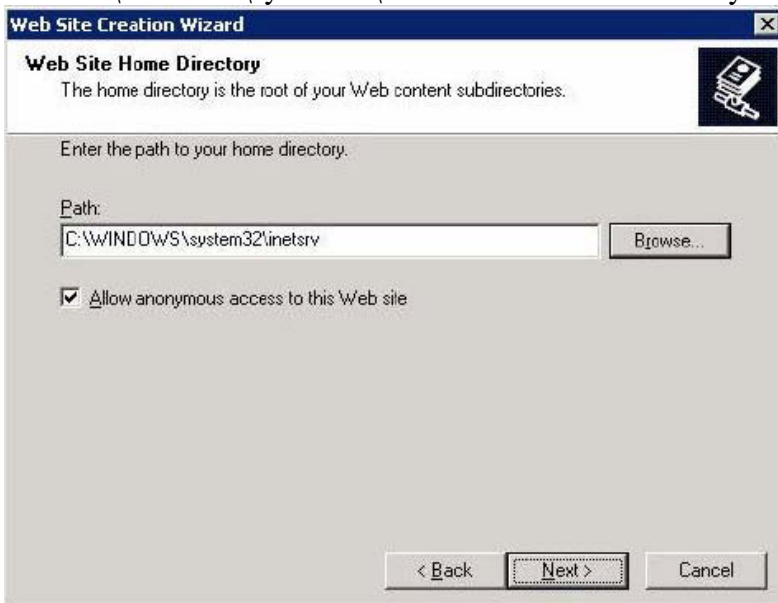 Web Site Creation Wizard
Web Site Home Directory
The home directory is the root of your Web content subdirectories.
Enter the path to your home directory.
Path:
C:\WINDOWS\system32\inetsrv
Browse...
Allow anonymous access to this Web site
< Back
Next >
Cancel